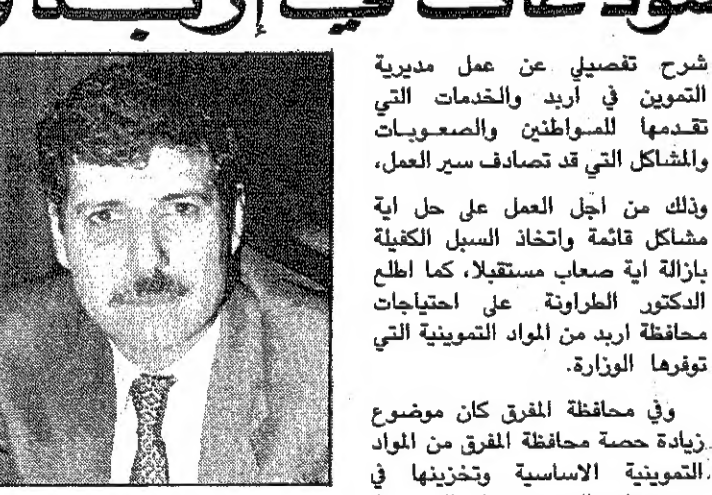 في إربد
شرح تفصيلي عن عمل مديرية
التموين في اربد والخدمات التي
تقدمها للمواطنين والصعوبات
والمشاكل التي قد تصادف سير العمل،
وذلك من اجل العمل على حل اية
مشاكل قائمة واتخاذ السبل الكفيلة
بازالة اية صعاب مستقبلا، كما اطلع
الدكتور الطراونة على احتياجات
محافظة اربد من المواد التموينية التي
توفرها الوزارة.
وفي محافظة المفرق كان موضوع
زيادة حصة محافظة المفرق من المواد
التموينية الاساسية وتخزينها في